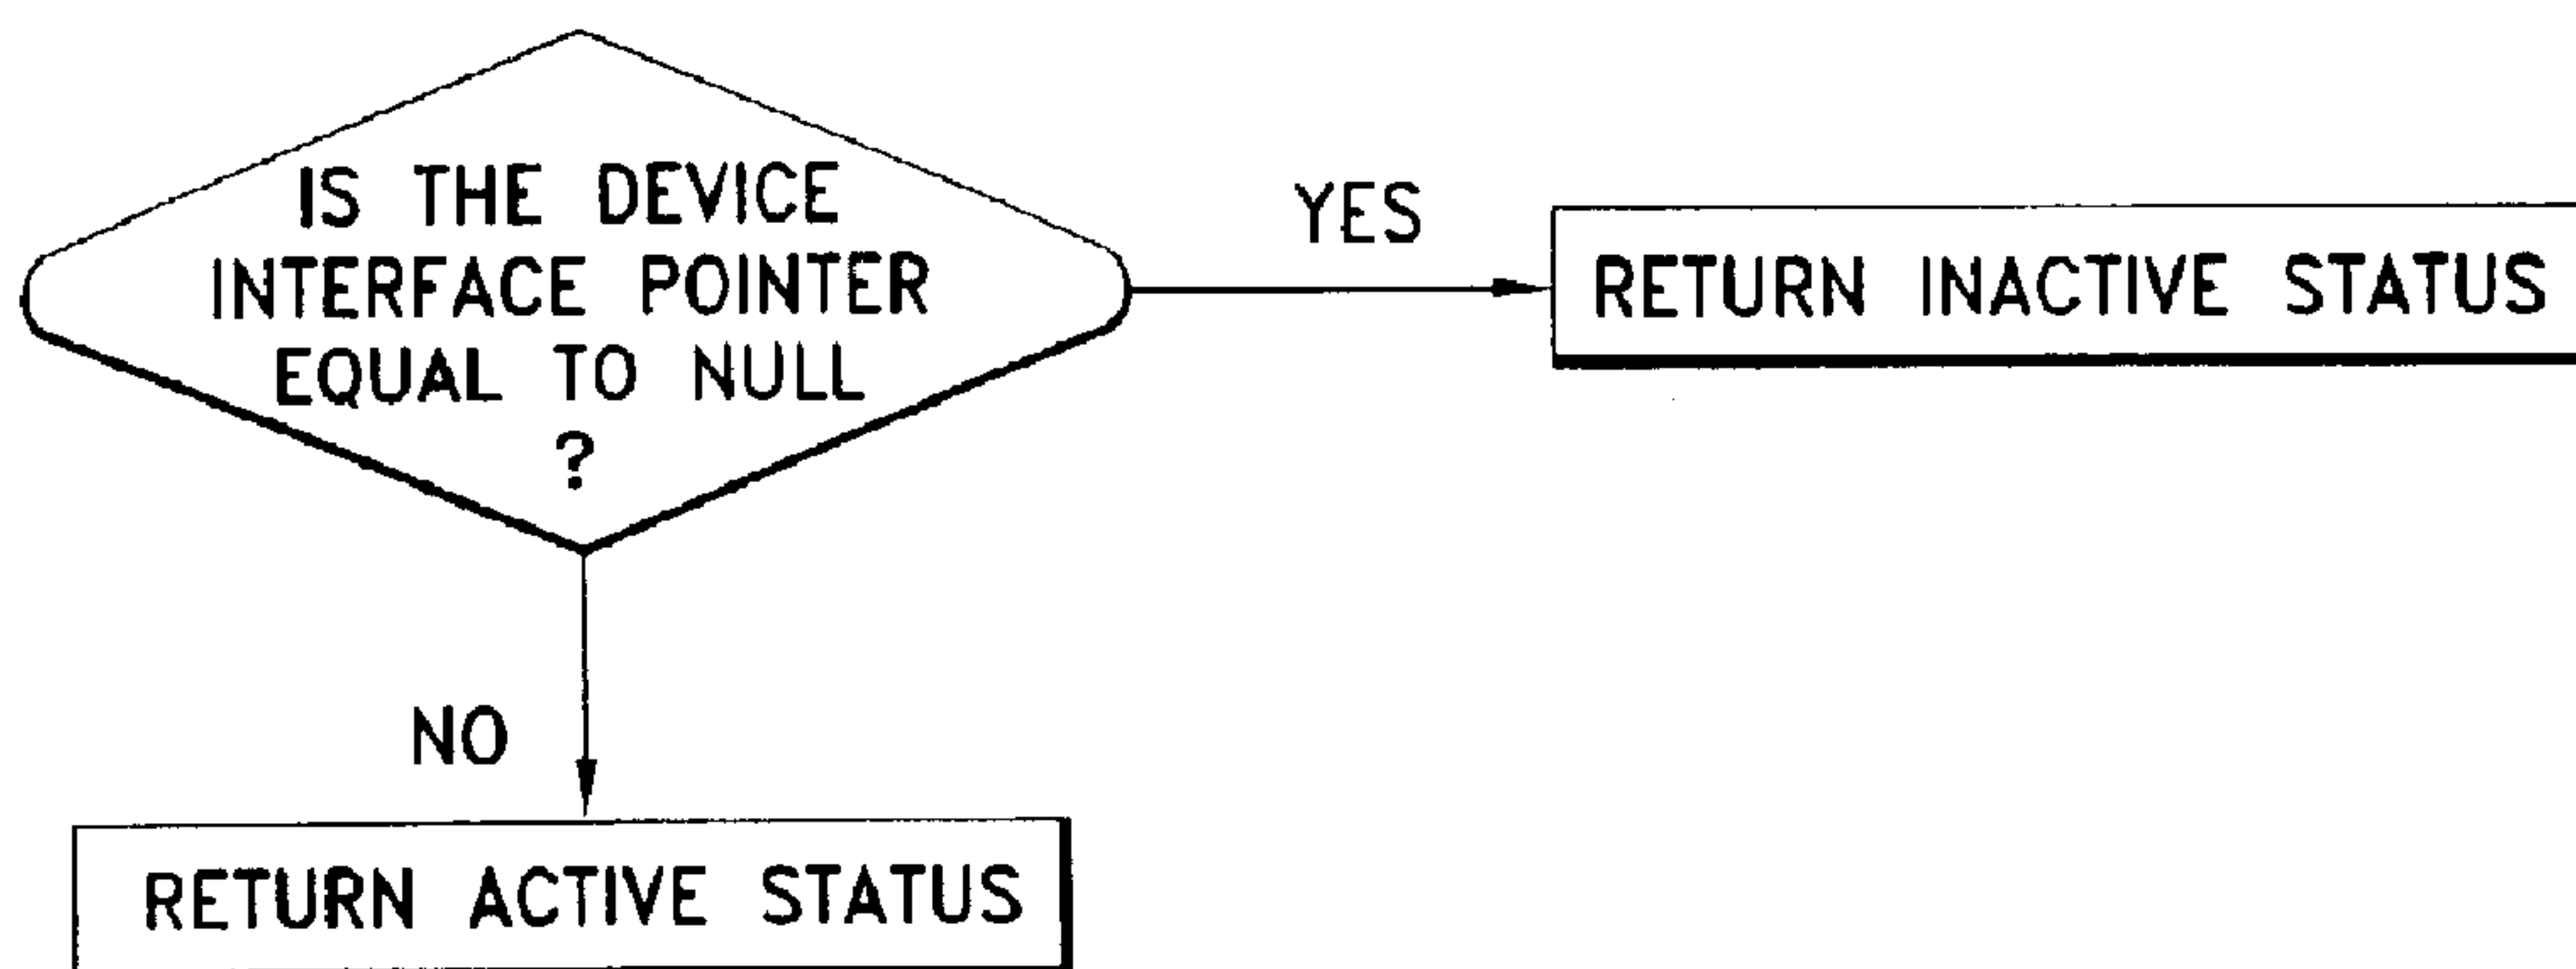 IS THE DEVICE
INTERFACE POINTER
EQUAL TO NULL
?
YES
RETURN INACTIVE STATUS
NO
RETURN ACTIVE STATUS